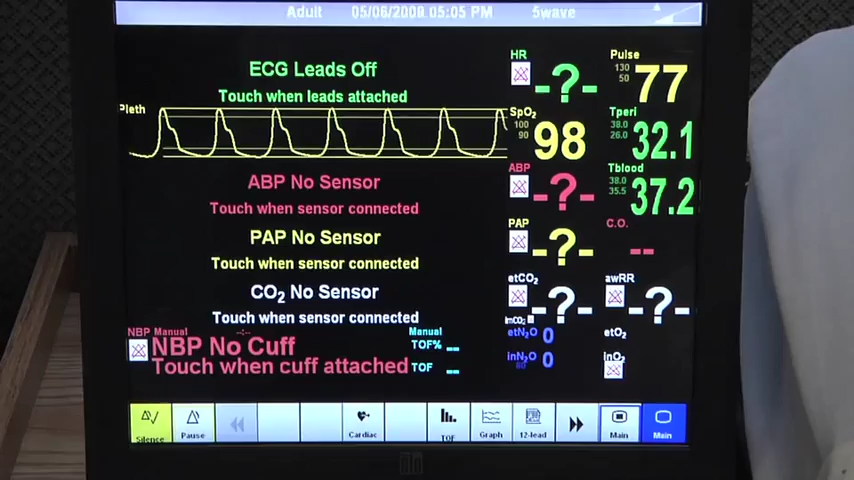 Adult 05/06/2009 05:05 PM 5wave
HR
Pulse
ECG Leads Off
130
50
-?-
77
Touch when leads attached
Pleth
SpO₂
100
90
98
Tperi
38.0
26.0
32.1
ABP
ABP No Sensor
-?-
Tblood
38.0
35.5
37.2
Touch when sensor connected
PAP
C.O.
PAP No Sensor
-?-
--
Touch when sensor connected
etCO₂
awRR
CO₂ No Sensor
-?-
-?-
Touch when sensor connected
imCO₂
NBP Manual --:--
Manual
etN₂O 0
etO₂
NBP No Cuff
TOF% --
inN₂O 0
80
inO₂
Touch when cuff attached
TOF --
Silence Pause Cardiac TOF Graph 12-lead Main Main